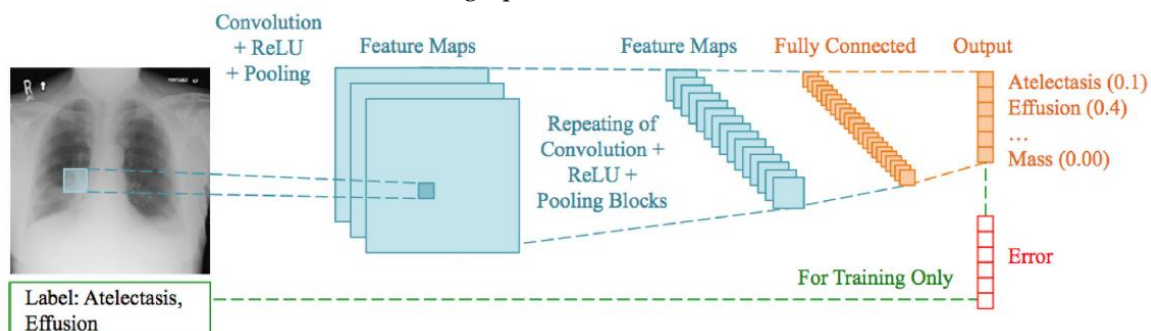 Convolution
+ ReLU
+ Pooling
Feature Maps
Feature Maps
Fully Connected
Output
R
Atelectasis (0.1)
Effusion (0.4)
...
Mass (0.00)
Repeating of
Convolution +
ReLU +
Pooling Blocks
Error
For Training Only
Label: Atelectasis,
Effusion